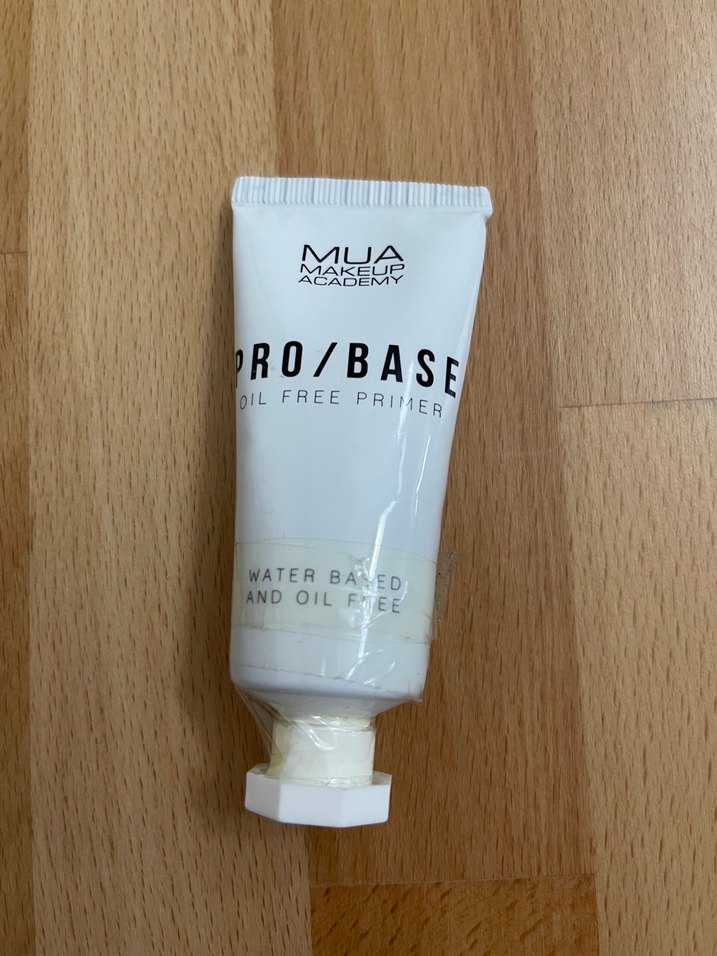 MUA
MAKEUP
ACADEMY
PRO/BASE
OIL FREE PRIMER
WATER BASED
AND OIL FREE